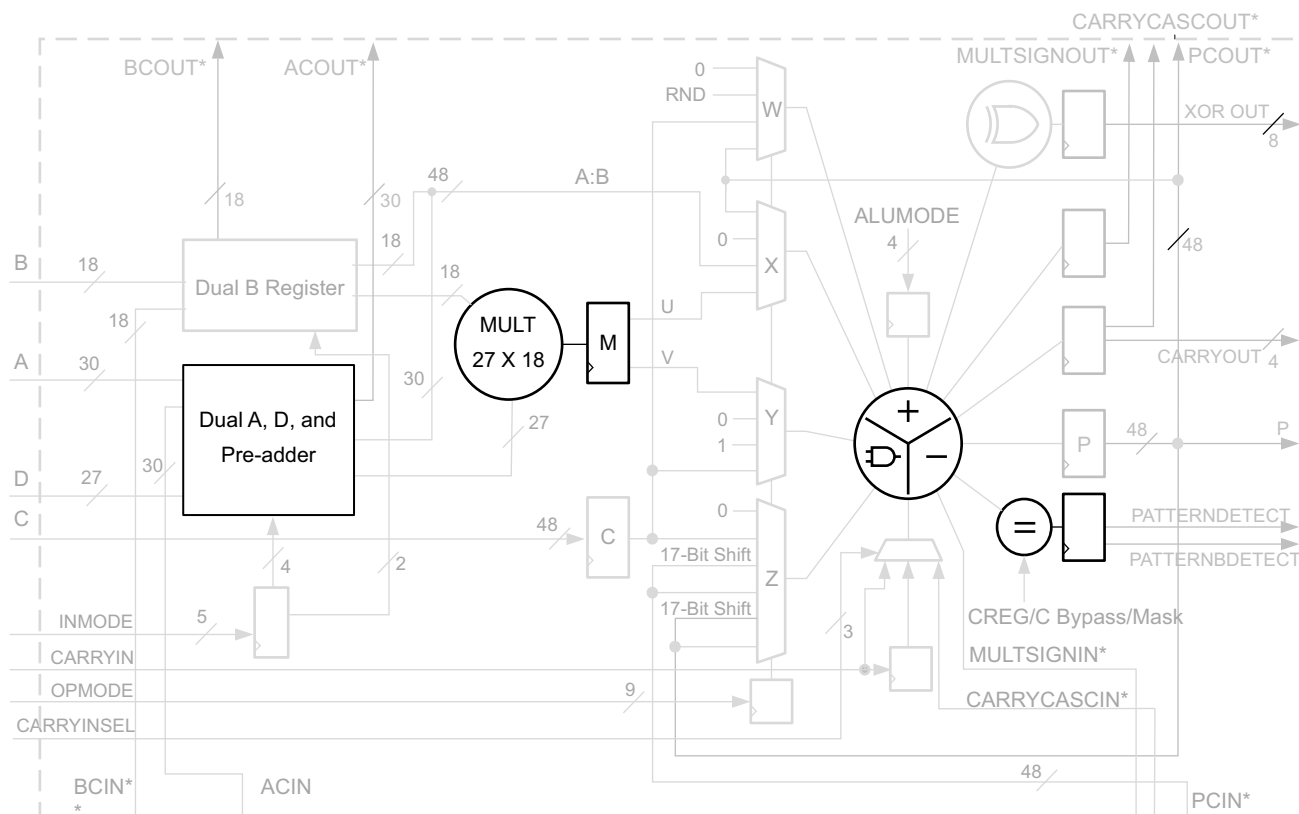 CARRYCASCOUT*
BCOUT*
ACOUT*
MULTSIGNOUT*
PCOUT*
0
RND
W
XOR OUT
8
18
30
48
A:B
ALUMODE
4
48
18
0
X
B
18
Dual B Register
18
18
MULT
27 X 18
M
U
V
A
30
30
CARRYOUT
4
Dual A, D, and
Pre-adder
27
Y
0
1
+
−
P
48
P
30
D
27
C
48
C
0
17-Bit Shift
Z
17-Bit Shift
=
PATTERNDETECT
PATTERNBDETECT
4
2
INMODE
5
3
CREG/C Bypass/Mask
CARRYIN
MULTSIGNIN*
OPMODE
9
CARRYCASCIN*
CARRYINSEL
BCIN*
*
ACIN
48
PCIN*